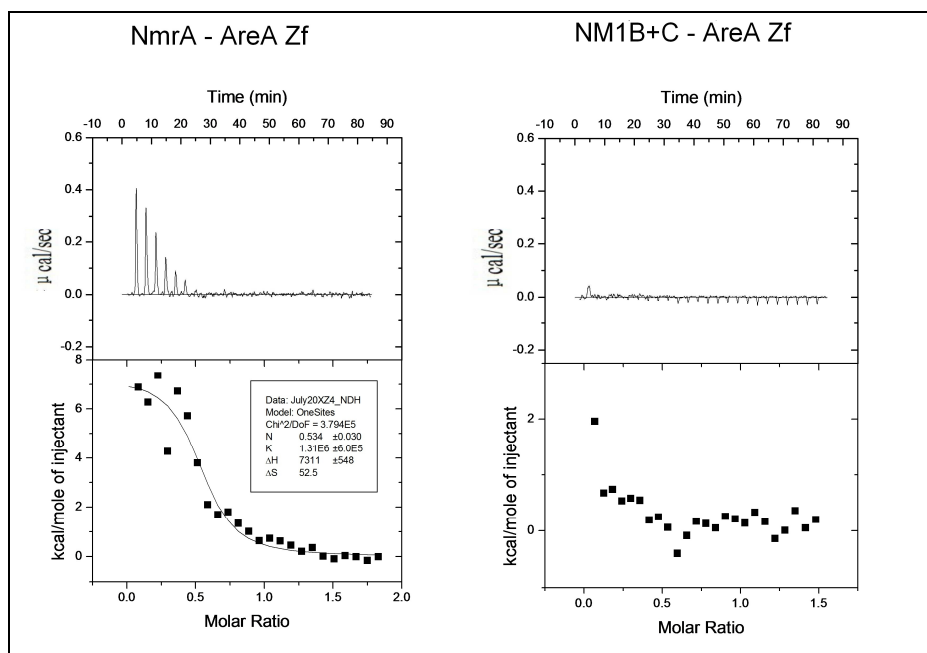 NmrA - AreA Zf
Time (min)
-10 0 10 20 30 40 50 60 70 80 90
0.6
0.4
0.2
0.0
-0.2
µ cal/sec
8
6
4
2
0
kcal/mole of injectant
Data: July20XZ4_NDH
Model: OneSites
Chi^2/DoF = 3.794E5
N 0.534 ±0.030
K 1.31E6 ±6.0E5
ΔH 7311 ±548
ΔS 52.5
0.0 0.5 1.0 1.5 2.0
Molar Ratio
NM1B+C - AreA Zf
Time (min)
-10 0 10 20 30 40 50 60 70 80 90
0.6
0.4
0.2
0.0
-0.2
µ cal/sec
2
0
kcal/mole of injectant
0.0 0.5 1.0 1.5
Molar Ratio